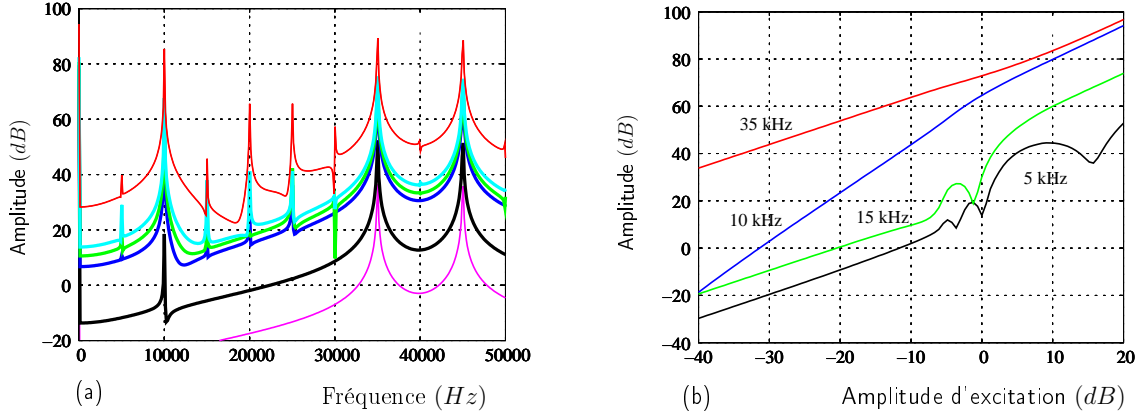 100
80
60
40
20
0
−20
Amplitude (dB)
0 10000 20000 30000 40000 50000
(a) Fréquence (Hz)
100
80
60
40
20
0
−20
−40
Amplitude (dB)
35 kHz
10 kHz
15 kHz
5 kHz
−40 −30 −20 −10 0 10 20
(b) Amplitude d'excitation (dB)